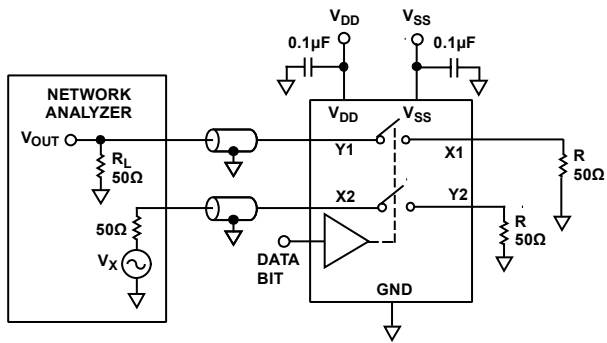 VDD
VSS
0.1µF
0.1µF
NETWORK
ANALYZER
VDD
VSS
VOUT
Y1
X1
RL
50Ω
R
50Ω
X2
Y2
50Ω
R
50Ω
VX
DATA
BIT
GND